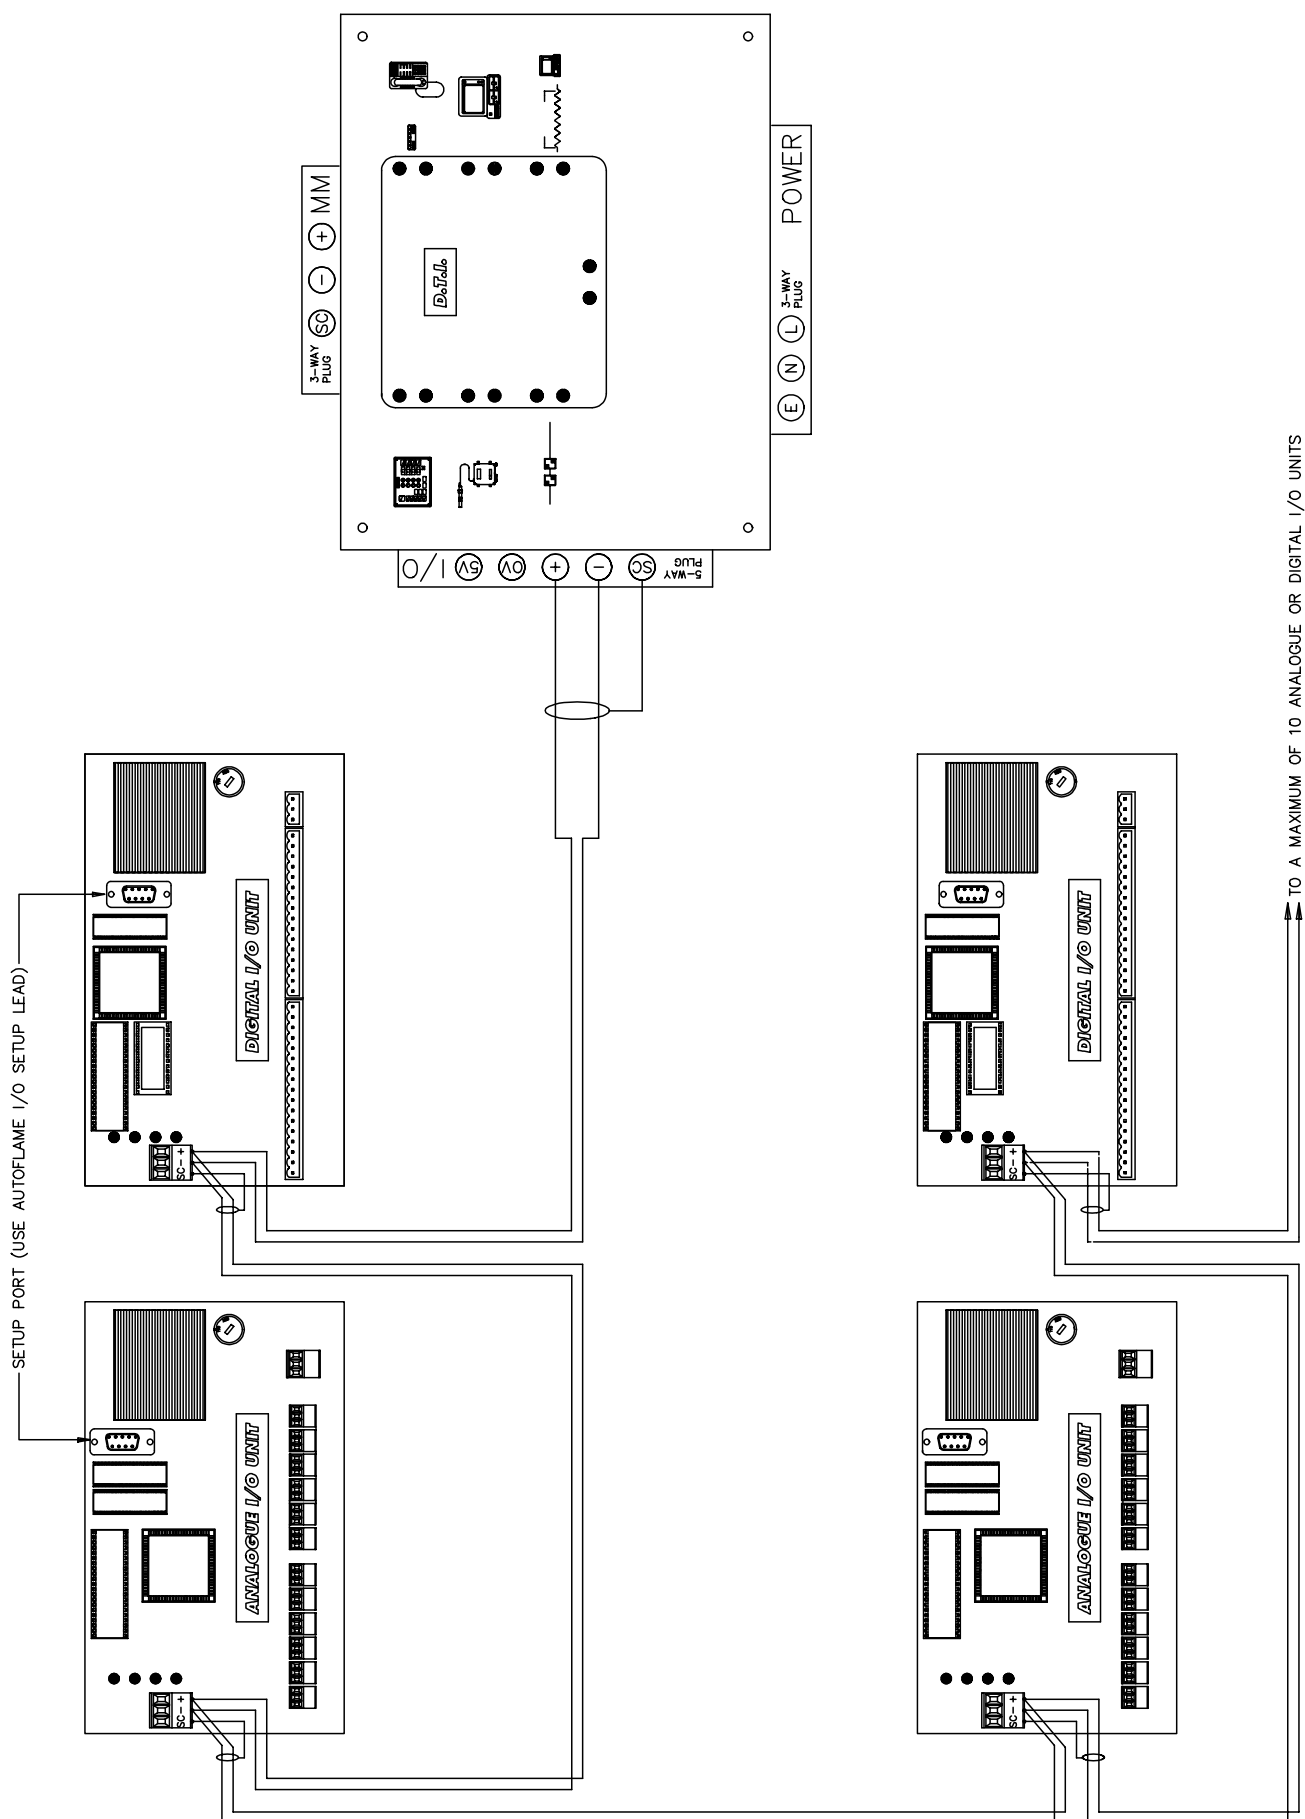 3-WAY
PLUG
SC
-
+
MM
D.T.I.
POWER
3-WAY
PLUG
L
N
E
I/O
5V
0V
+
-
SC
5-WAY
PLUG
SETUP PORT (USE AUTOFLAME I/O SETUP LEAD)
DIGITAL I/O UNIT
SC - +
DIGITAL I/O UNIT
SC - +
ANALOGUE I/O UNIT
SC - +
ANALOGUE I/O UNIT
SC - +
TO A MAXIMUM OF 10 ANALOGUE OR DIGITAL I/O UNITS